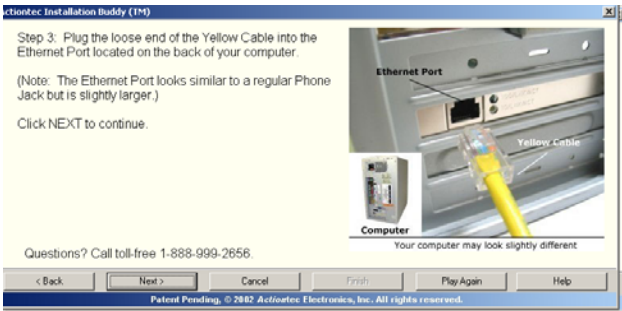 ctiontec Installation Buddy (TM)
Step 3: Plug the loose end of the Yellow Cable into the
Ethernet Port located on the back of your computer.
(Note: The Ethernet Port looks similar to a regular Phone
Jack but is slightly larger.)
Click NEXT to continue.
Questions? Call toll-free 1-888-999-2656.
Ethernet Port
Yellow Cable
Computer
Your computer may look slightly different
< Back
Next >
Cancel
Finish
Play Again
Help
Patent Pending, © 2002 Actiontec Electronics, Inc. All rights reserved.